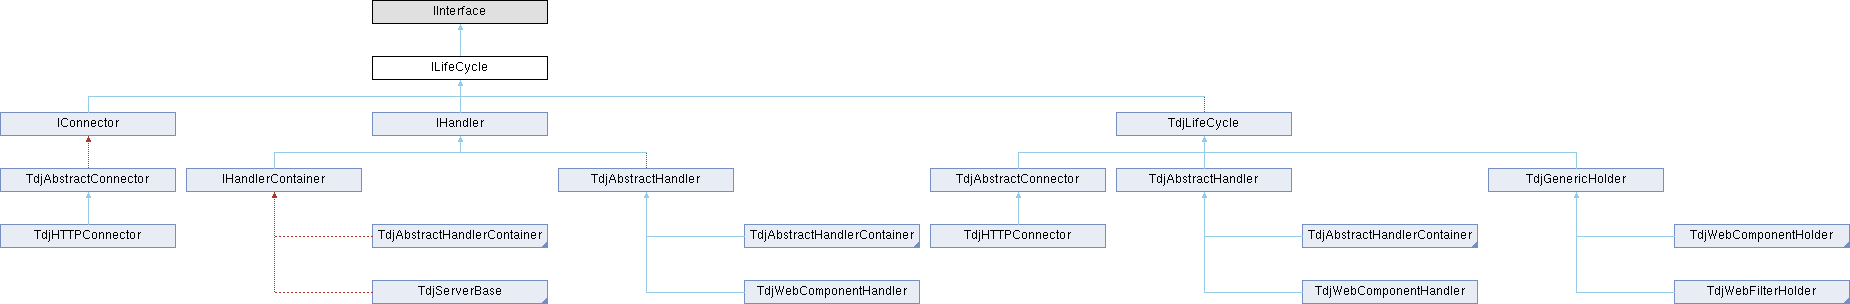 IInterface
ILifeCycle
IConnector IHandler TdjLifeCycle
TdjAbstractConnector IHandlerContainer TdjAbstractHandler TdjAbstractConnector TdjAbstractHandler TdjGenericHolder
TdjHTTPConnector TdjAbstractHandlerContainer TdjAbstractHandlerContainer TdjHTTPConnector TdjAbstractHandlerContainer TdjWebComponentHolder
TdjServerBase TdjWebComponentHandler TdjWebComponentHandler TdjWebFilterHolder